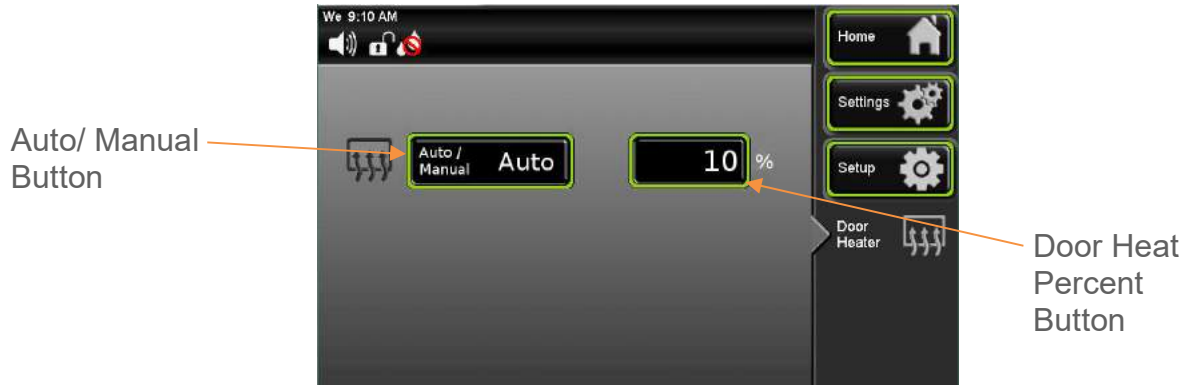 We 9:10 AM
Home
Settings
Auto/ Manual
Button
Auto /
Manual
Auto
10 %
Setup
Door
Heater
Door Heat
Percent
Button